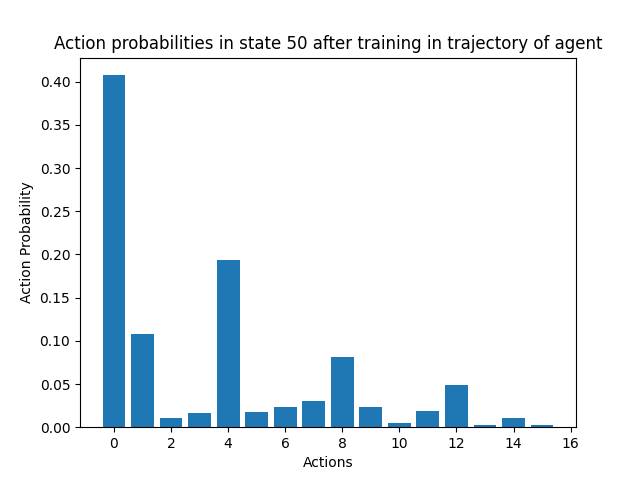 Action probabilities in state 50 after training in trajectory of agent
0.40
0.35
0.30
0.25
0.20
0.15
0.10
0.05
0.00
Action Probability
0 2 4 6 8 10 12 14 16
Actions